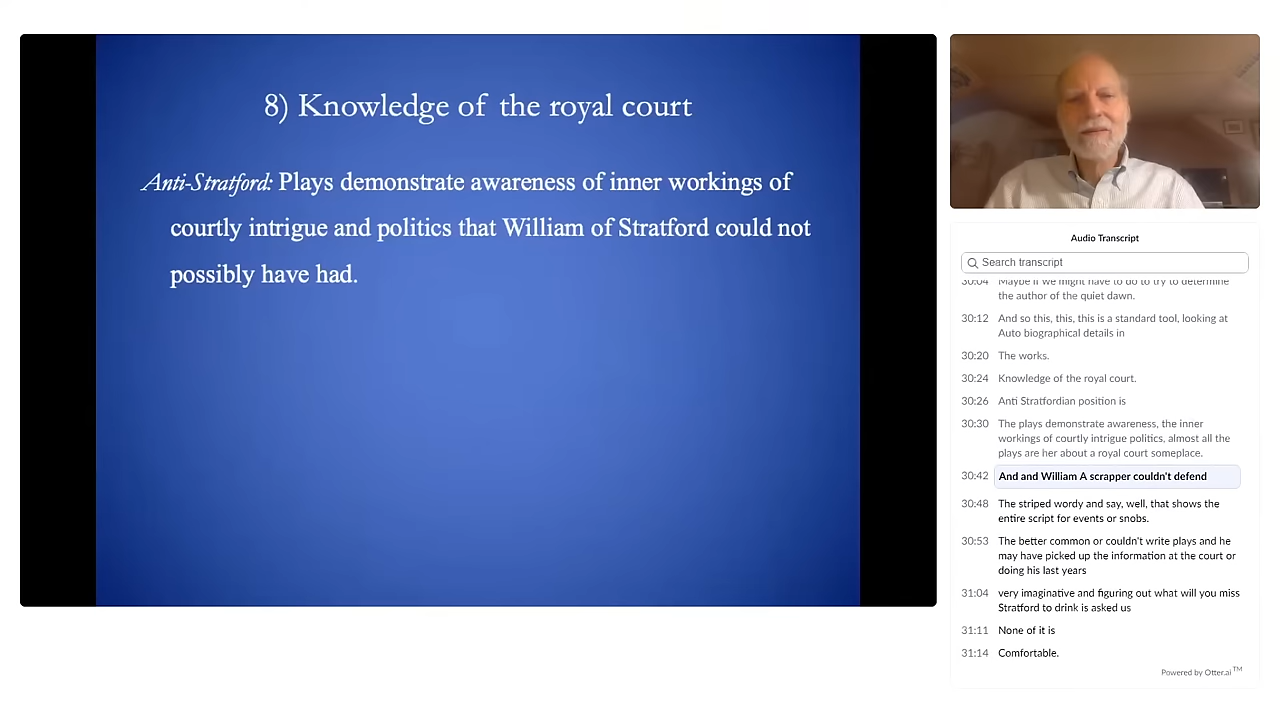 8) Knowledge of the royal court
Anti-Stratford: Plays demonstrate awareness of inner workings of
courtly intrigue and politics that William of Stratford could not
possibly have had.
Audio Transcript
Search transcript
30:04 Maybe if we might have to do to try to determine
the author of the quiet dawn.
30:12 And so this, this, this is a standard tool, looking at
Auto biographical details in
30:20 The works.
30:24 Knowledge of the royal court.
30:26 Anti Stratfordian position is
30:30 The plays demonstrate awareness, the inner
workings of courtly intrigue politics, almost all the
plays are her about a royal court someplace.
30:42 And and William A scrapper couldn't defend
30:48 The striped wordy and say, well, that shows the
entire script for events or snobs.
30:53 The better common or couldn't write plays and he
may have picked up the information at the court or
doing his last years
31:04 very imaginative and figuring out what will you miss
Stratford to drink is asked us
31:11 None of it is
31:14 Comfortable.
Powered by Otter.ai TM